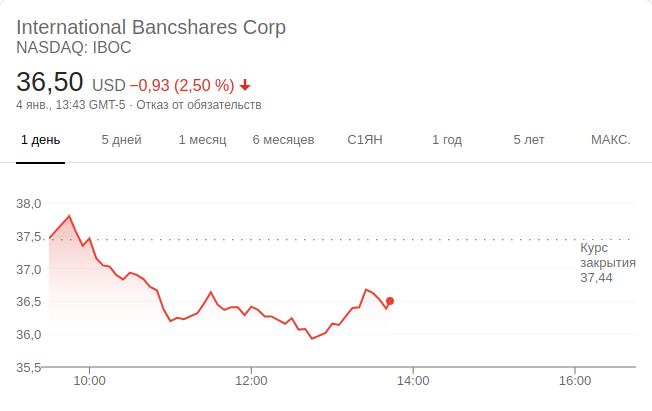 International Bancshares Corp
NASDAQ: IBOC
36,50 USD −0,93 (2,50 %)
4 янв., 13:43 GMT-5 · Отказ от обязательств
1 день 5 дней 1 месяц 6 месяцев С1ЯН 1 год 5 лет МАКС.
38,0
37,5
37,0
36,5
36,0
35,5
Курс
закрытия
37,44
10:00 12:00 14:00 16:00